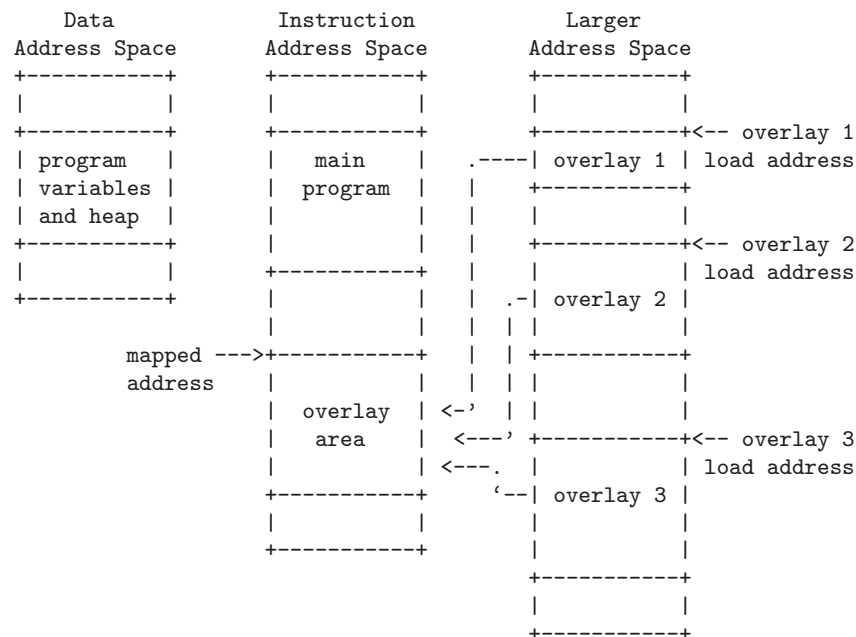 Data             Instruction           Larger
Address Space       Address Space       Address Space
+-----------+       +-----------+        +-----------+
|           |       |           |        |           |
+-----------+       +-----------+        +-----------+<-- overlay 1
| program   |       |   main    |   .----| overlay 1 | load address
| variables |       |  program  |   |    +-----------+
| and heap  |       |           |   |    |           |
+-----------+       |           |   |    +-----------+<-- overlay 2
|           |       +-----------+   |    |           | load address
+-----------+       |           |   |  .-| overlay 2 |
                    |           |   |  | |           |
         mapped --->+-----------+   |  | +-----------+
         address    |           |   |  | |           |
                    |  overlay  | <-'  | |           |
                    |   area    |  <---' +-----------+<-- overlay 3
                    |           | <---.  |           | load address
                    +-----------+     ‘--| overlay 3 |
                    |           |        |           |
                    +-----------+        |           |
                                         +-----------+
                                         |           |
                                         +-----------+